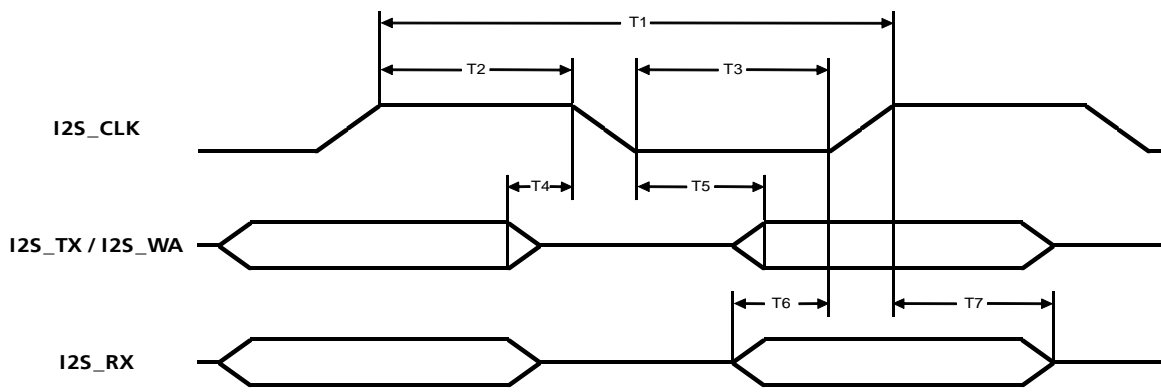 T1
T2
T3
I2S_CLK
T4
T5
I2S_TX / I2S_WA
T6
T7
I2S_RX